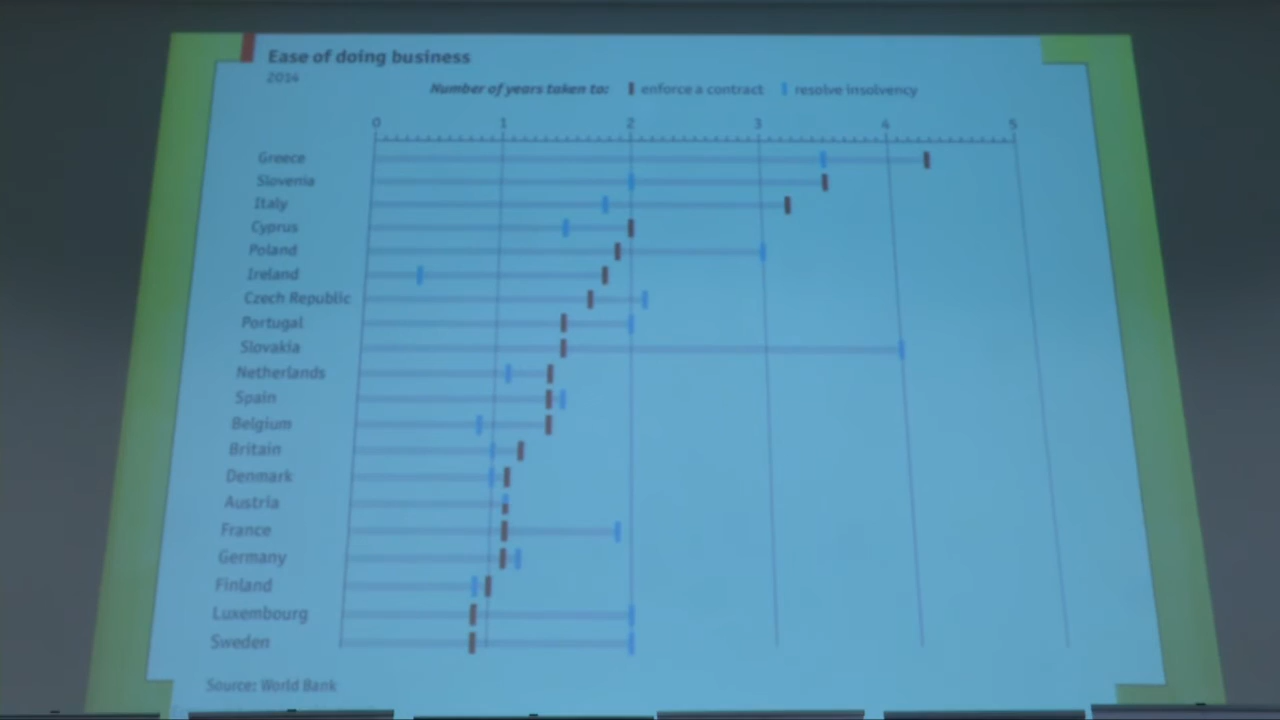 Ease of doing business
2014
Number of years taken to: enforce a contract resolve insolvency
0 1 2 3 4 5
Greece
Slovenia
Italy
Cyprus
Poland
Ireland
Czech Republic
Portugal
Slovakia
Netherlands
Spain
Belgium
Britain
Denmark
Austria
France
Germany
Finland
Luxembourg
Sweden
Source: World Bank